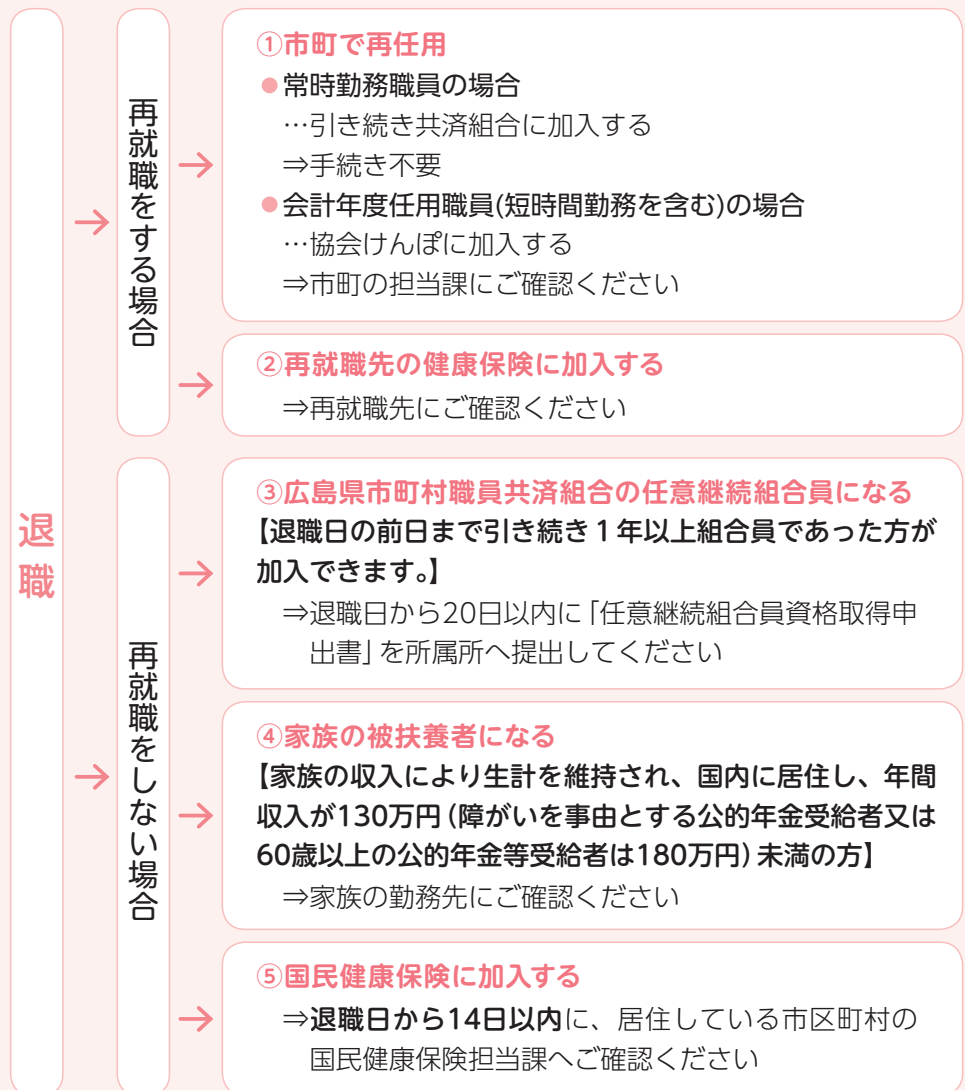 退職
再就職をする場合
①市町で再任用
●常時勤務職員の場合
…引き続き共済組合に加入する
⇒手続き不要
●会計年度任用職員(短時間勤務を含む)の場合
…協会けんぽに加入する
⇒市町の担当課にご確認ください
②再就職先の健康保険に加入する
⇒再就職先にご確認ください
再就職をしない場合
③広島県市町村職員共済組合の任意継続組合員になる
【退職日の前日まで引き続き1年以上組合員であった方が
加入できます。】
⇒退職日から20日以内に「任意継続組合員資格取得申
出書」を所属所へ提出してください
④家族の被扶養者になる
【家族の収入により生計を維持され、国内に居住し、年間
収入が130万円(障がいを事由とする公的年金受給者又は
60歳以上の公的年金等受給者は180万円)未満の方】
⇒家族の勤務先にご確認ください
⑤国民健康保険に加入する
⇒退職日から14日以内に、居住している市区町村の
国民健康保険担当課へご確認ください